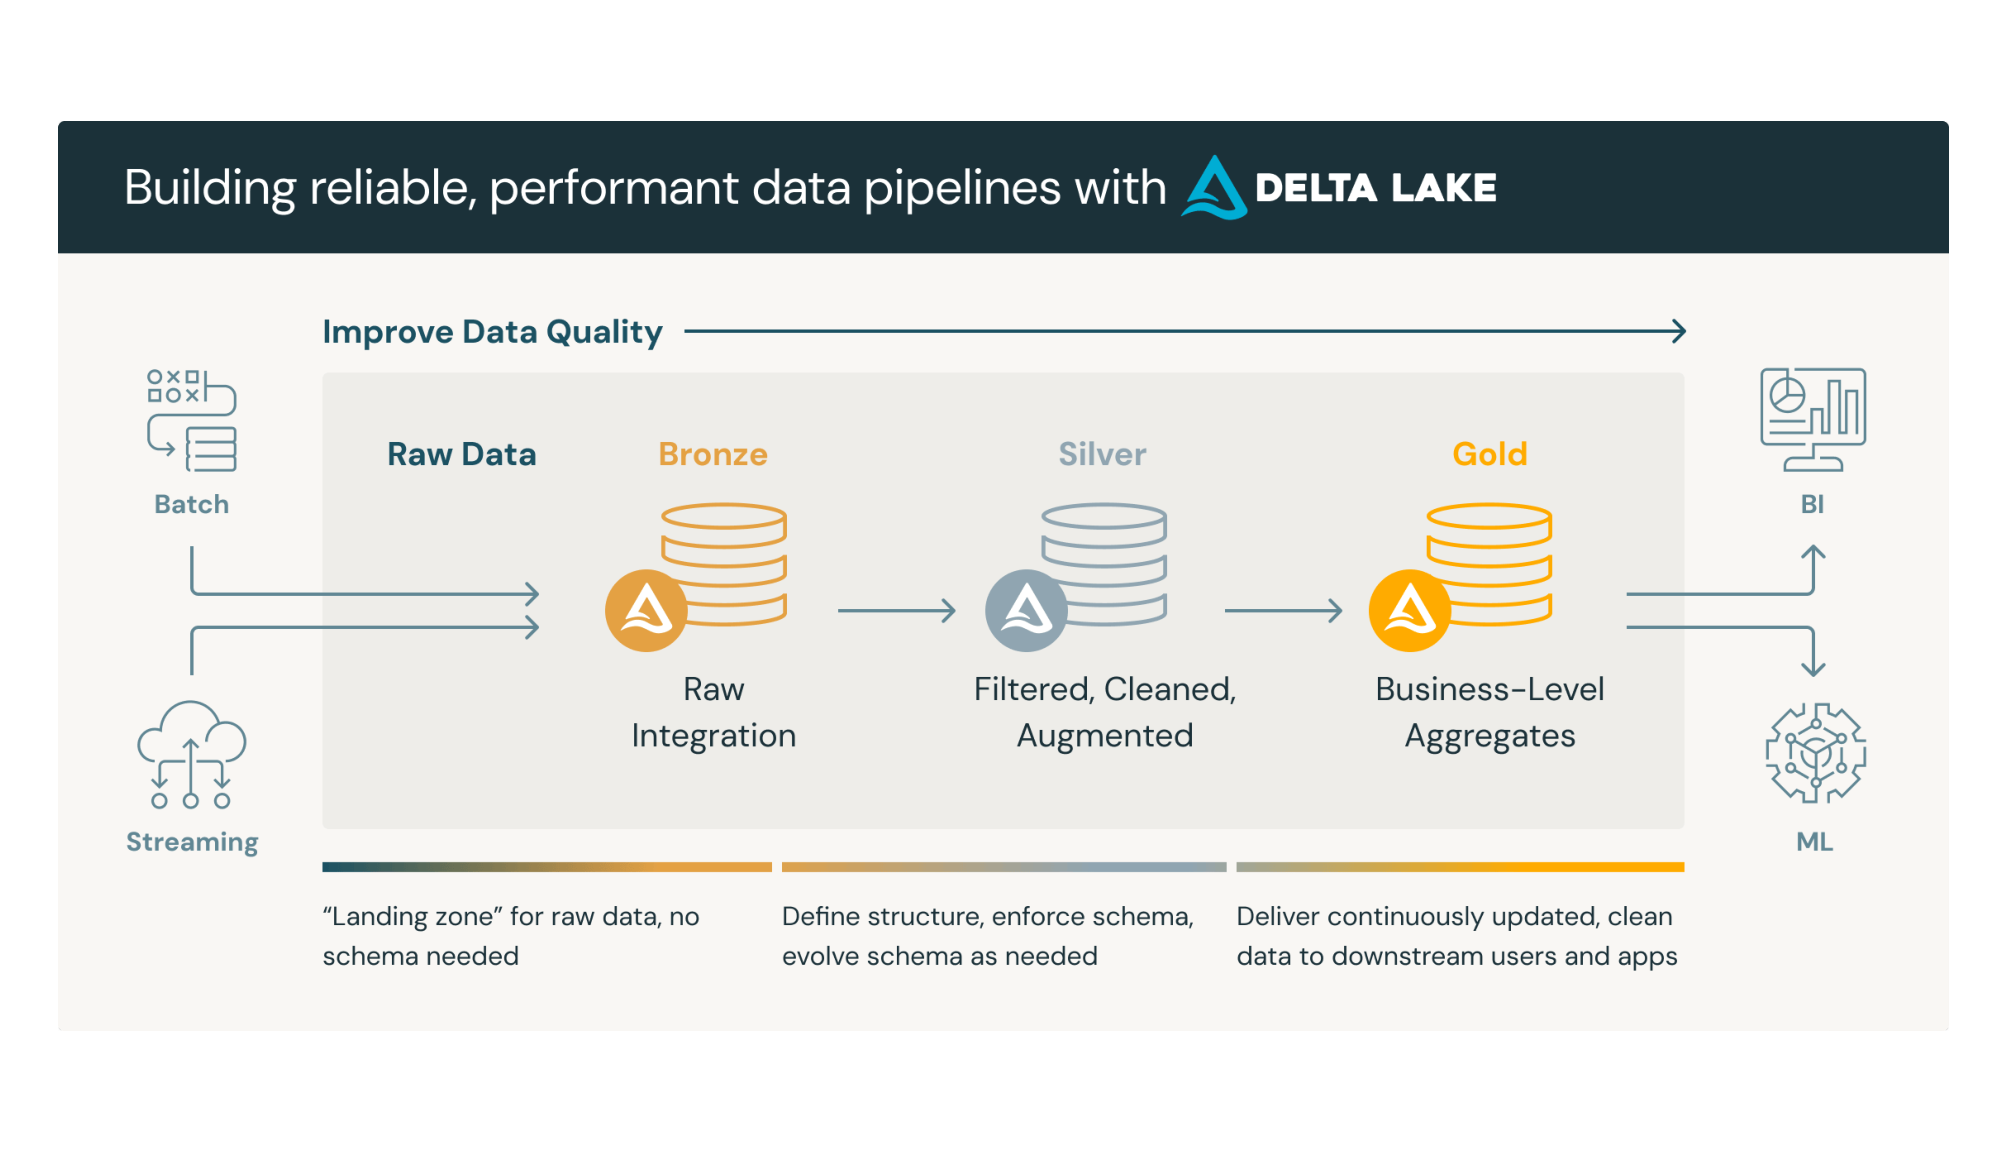 Building reliable, performant data pipelines with DELTA LAKE
Improve Data Quality
Batch
Streaming
Raw Data
Bronze
Raw
Integration
Silver
Filtered, Cleaned,
Augmented
Gold
Business-Level
Aggregates
BI
ML
“Landing zone” for raw data, no
schema needed
Define structure, enforce schema,
evolve schema as needed
Deliver continuously updated, clean
data to downstream users and apps